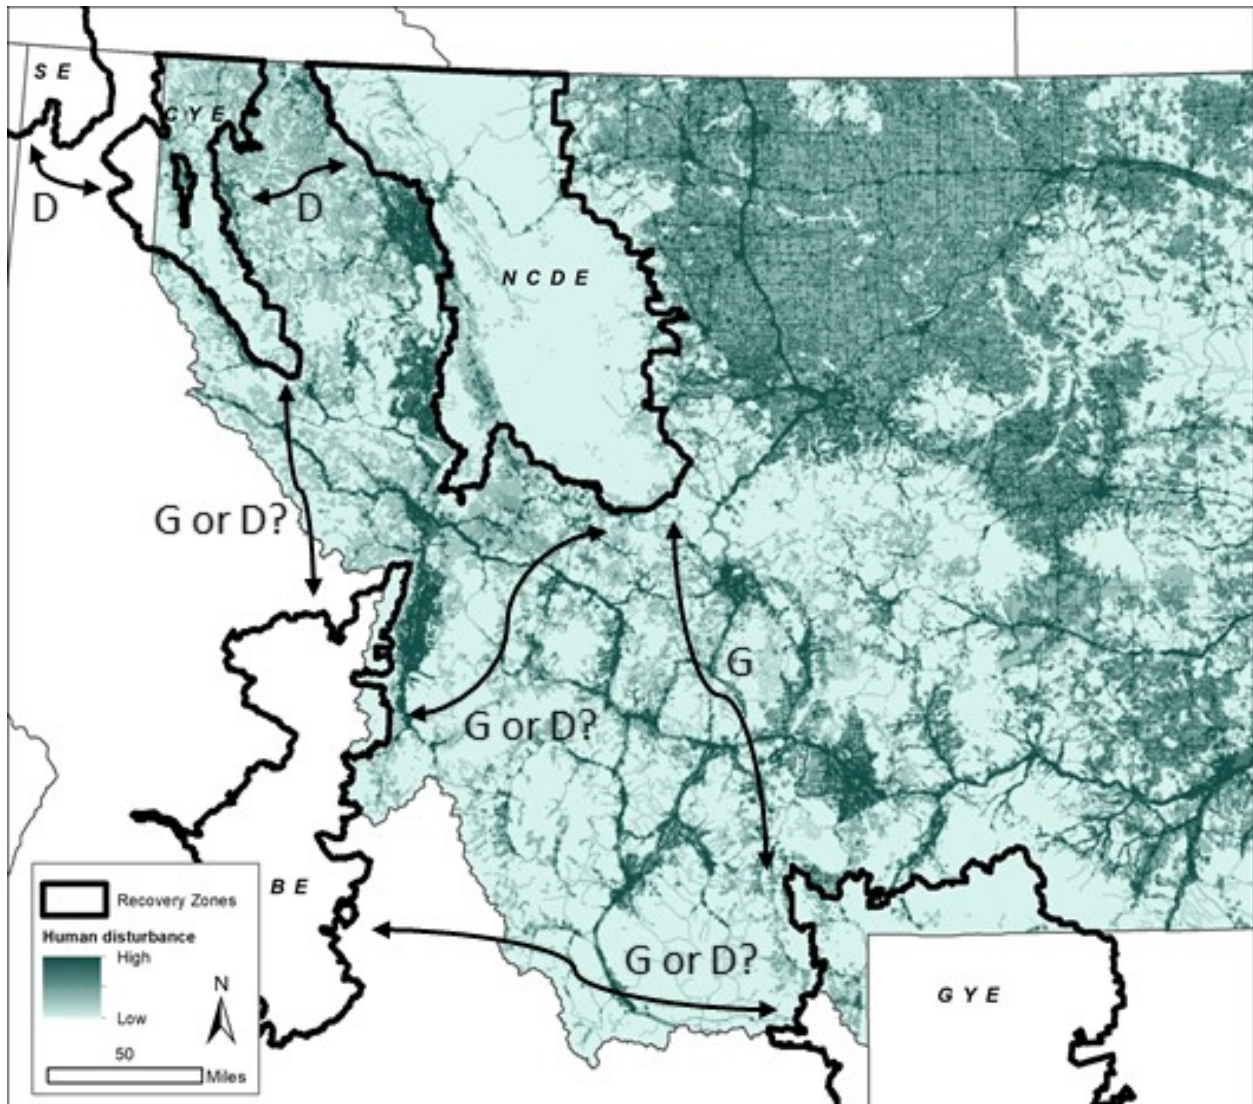 S E
C Y E
D
D
N C D E
G or D?
G
G or D?
B E
G or D?
G Y E
Recovery Zones
Human disturbance
High
Low
N
50
Miles